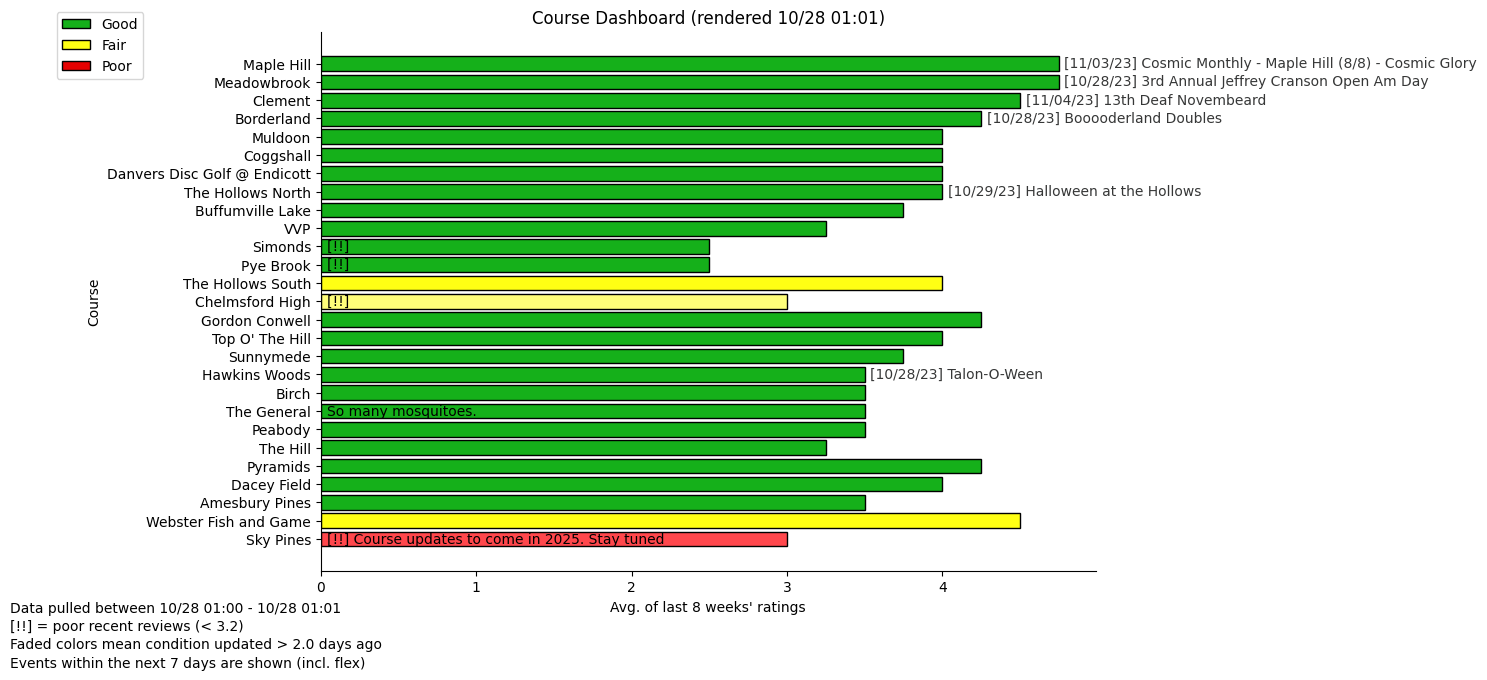 Course Dashboard (rendered 10/28 01:01)
Good
Fair
Poor
Maple Hill
[11/03/23] Cosmic Monthly - Maple Hill (8/8) - Cosmic Glory
Meadowbrook
[10/28/23] 3rd Annual Jeffrey Cranson Open Am Day
Clement
[11/04/23] 13th Deaf Novembeard
Borderland
[10/28/23] Booooderland Doubles
Muldoon
Coggshall
Danvers Disc Golf @ Endicott
The Hollows North
[10/29/23] Halloween at the Hollows
Buffumville Lake
VVP
Simonds
[!!]
Pye Brook
[!!]
The Hollows South
Chelmsford High
[!!]
Gordon Conwell
Top O' The Hill
Sunnymede
Hawkins Woods
[10/28/23] Talon-O-Ween
Birch
The General
So many mosquitoes.
Peabody
The Hill
Pyramids
Dacey Field
Amesbury Pines
Webster Fish and Game
Sky Pines
[!!] Course updates to come in 2025. Stay tuned
Course
0 1 2 3 4
Avg. of last 8 weeks' ratings
Data pulled between 10/28 01:00 - 10/28 01:01
[!!] = poor recent reviews (< 3.2)
Faded colors mean condition updated > 2.0 days ago
Events within the next 7 days are shown (incl. flex)